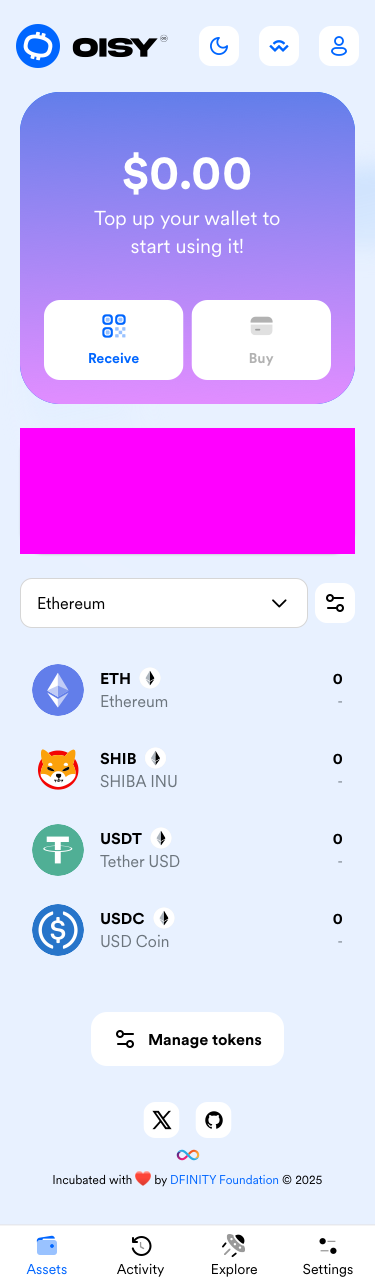 OISY
$0.00
Top up your wallet to
start using it!
Receive
Buy
Ethereum
ETH
0
Ethereum
-
SHIB
0
SHIBA INU
-
USDT
0
Tether USD
-
USDC
0
USD Coin
-
Manage tokens
Incubated with ❤️ by DFINITY Foundation © 2025
Assets
Activity
Explore
Settings